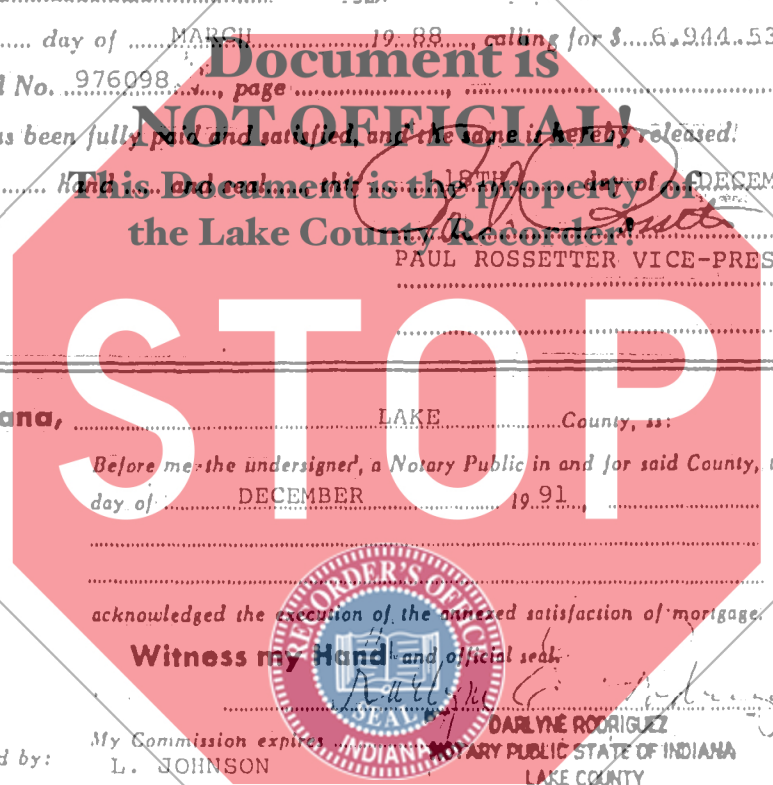 day of MARCH 19 88, calling for $ 6,944.53
No. 976098, page
been fully paid and satisfied, and the same is hereby released.
Hand and seal this 18TH day of DECEM
PAUL ROSSETTER VICE-PRES
Document is
NOT OFFICIAL!
This Document is the property of
the Lake County Recorder!
STOP
ana, LAKE County, ss:
Before me the undersigned, a Notary Public in and for said County,
day of DECEMBER 19 91,
acknowledged the execution of the annexed satisfaction of mortgage.
Witness my Hand and official seal.
RECORDER'S OFFICE
SEAL
INDIANA
DARLYNE RODRIGUEZ
My Commission expires NOTARY PUBLIC STATE OF INDIANA
d by: L. JOHNSON
LAKE COUNTY